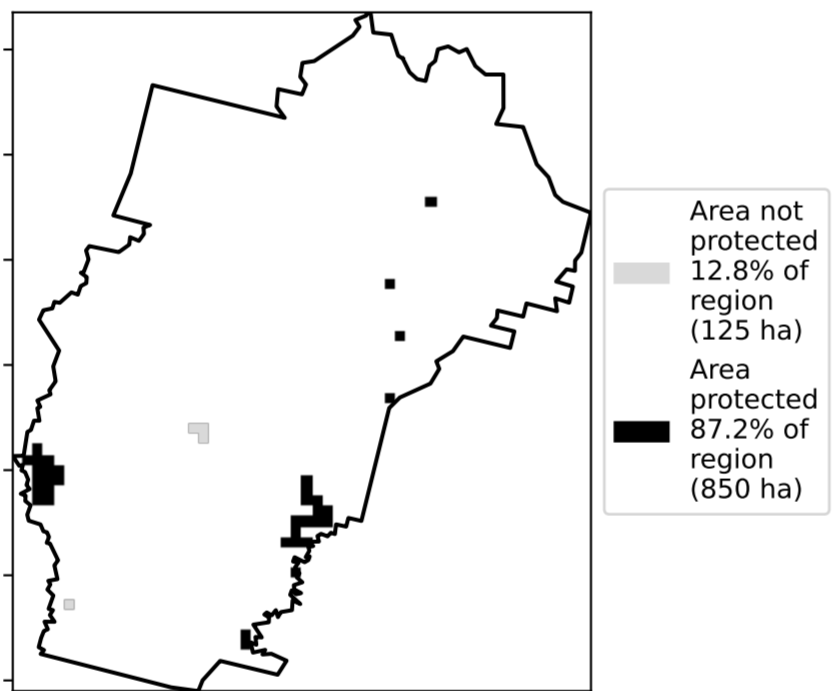 Area not
protected
12.8% of
region
(125 ha)
Area
protected
87.2% of
region
(850 ha)